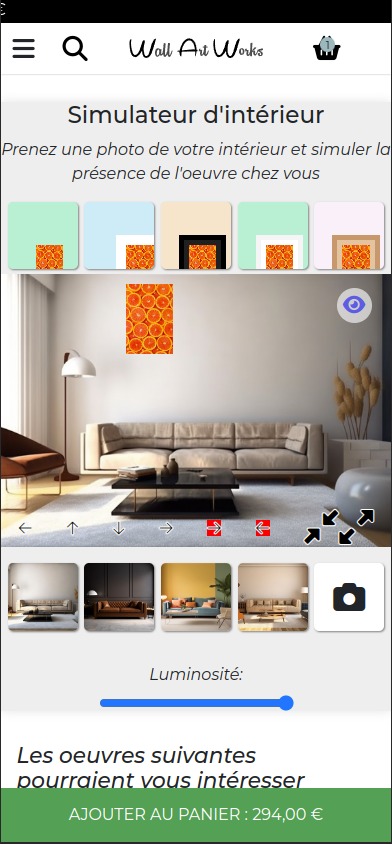 €
Wall Art Works
1
Simulateur d'intérieur
Prenez une photo de votre intérieur et simuler la
présence de l'oeuvre chez vous
Luminosité:
Les oeuvres suivantes
pourraient vous intéresser
AJOUTER AU PANIER : 294,00 €